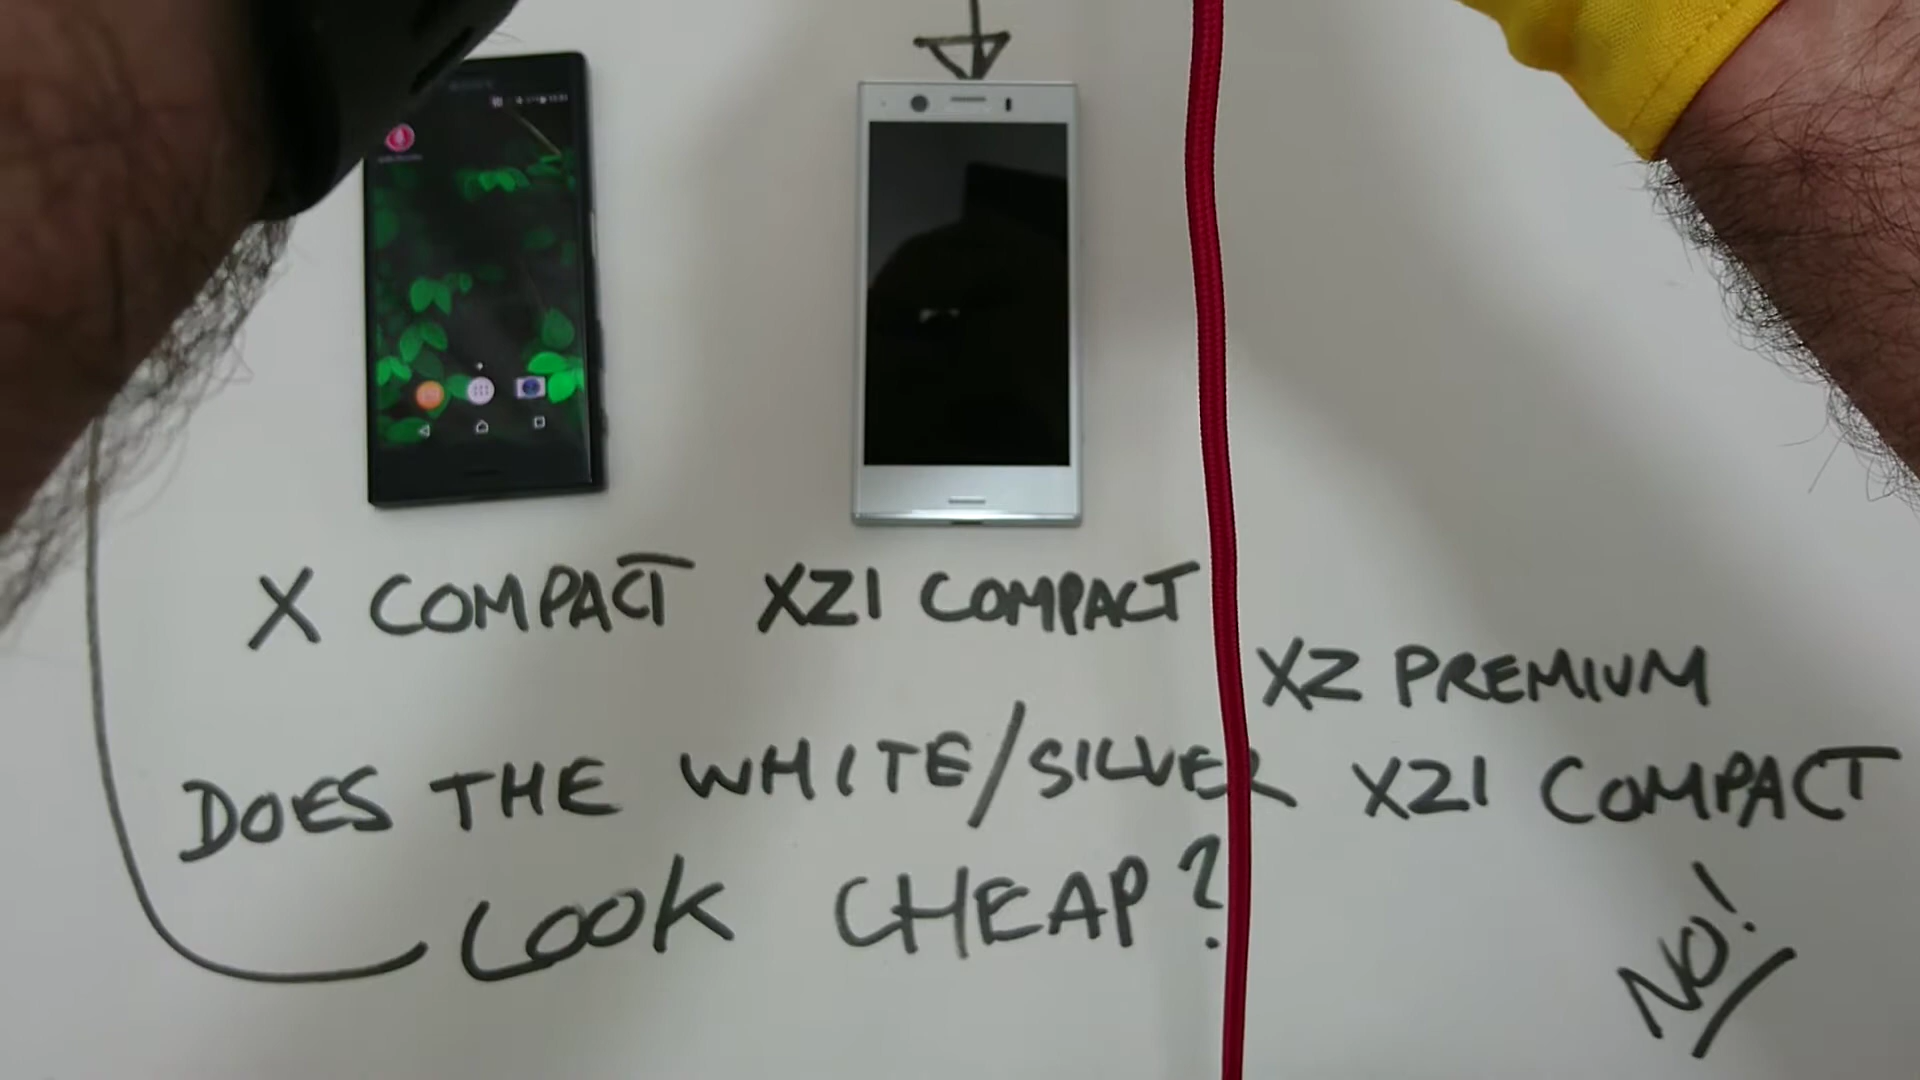 X COMPACT XZ1 COMPACT
XZ PREMIUM
DOES THE WHITE/SILVER XZ1 COMPACT
LOOK CHEAP?
NO!